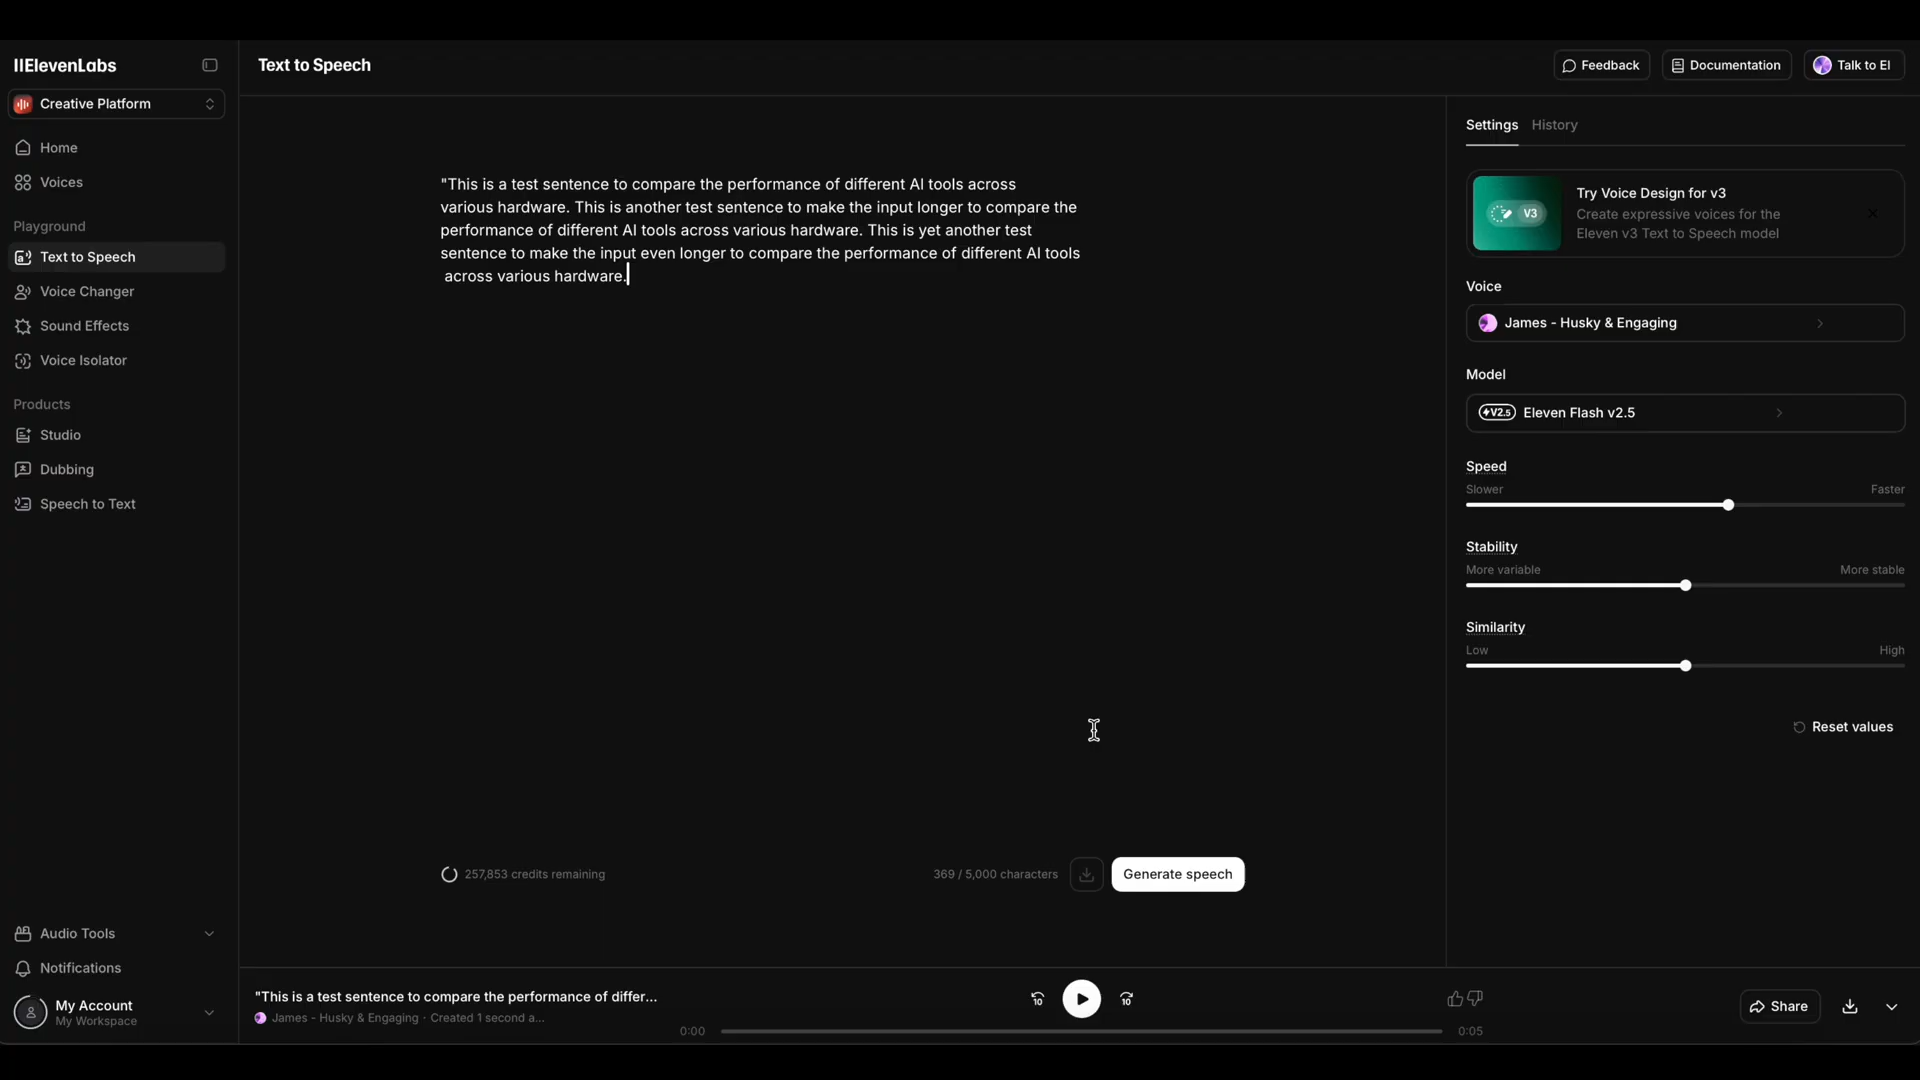 IIElevenLabs
Creative Platform
Home
Voices
Playground
Text to Speech
Voice Changer
Sound Effects
Voice Isolator
Products
Studio
Dubbing
Speech to Text
Audio Tools
Notifications
My Account
My Workspace
Text to Speech
Feedback
Documentation
Talk to El
"This is a test sentence to compare the performance of different AI tools across
various hardware. This is another test sentence to make the input longer to compare the
performance of different AI tools across various hardware. This is yet another test
sentence to make the input even longer to compare the performance of different AI tools
across various hardware.
257,853 credits remaining
369 / 5,000 characters
Generate speech
Settings
History
V3
Try Voice Design for v3
Create expressive voices for the
Eleven v3 Text to Speech model
Voice
James - Husky & Engaging
Model
V2.5
Eleven Flash v2.5
Speed
Slower
Faster
Stability
More variable
More stable
Similarity
Low
High
Reset values
"This is a test sentence to compare the performance of differ...
James - Husky & Engaging · Created 1 second a...
10
10
0:00
0:05
Share